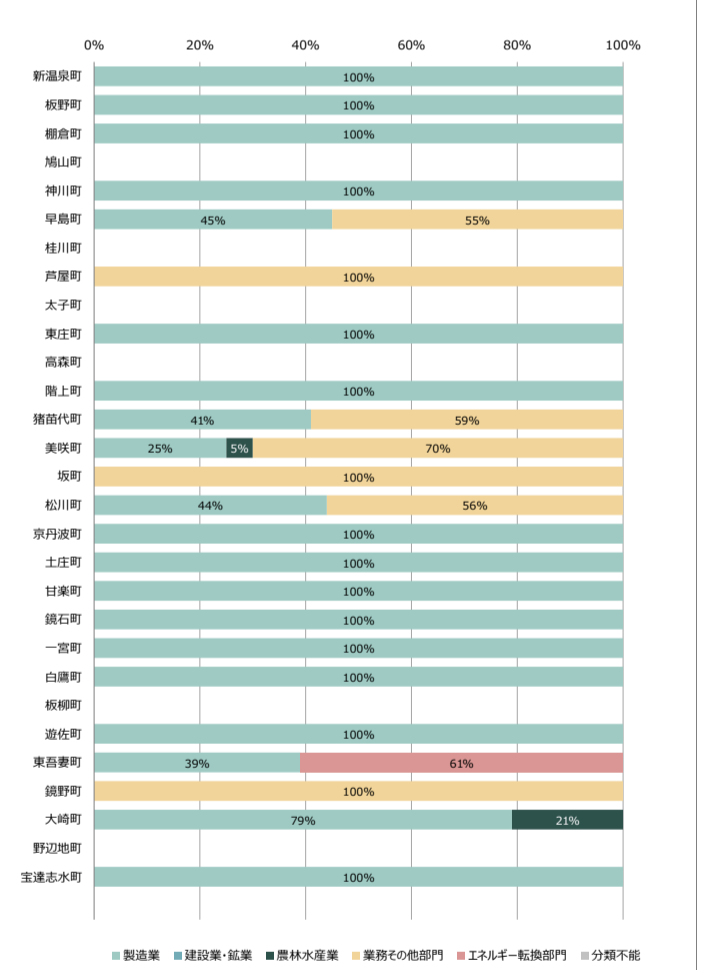 0% 20% 40% 60% 80% 100%
新温泉町 100%
板野町 100%
棚倉町 100%
鳩山町
神川町 100%
早島町 45% 55%
桂川町
芦屋町 100%
太子町
東庄町 100%
高森町
階上町 100%
猪苗代町 41% 59%
美咲町 25% 5% 70%
坂町 100%
松川町 44% 56%
京丹波町 100%
土庄町 100%
甘楽町 100%
鏡石町 100%
一宮町 100%
白鷹町 100%
板柳町
遊佐町 100%
東吾妻町 39% 61%
鏡野町 100%
大崎町 79% 21%
野辺地町
宝達志水町 100%
製造業 建設業・鉱業 農林水産業 業務その他部門 エネルギー転換部門 分類不能